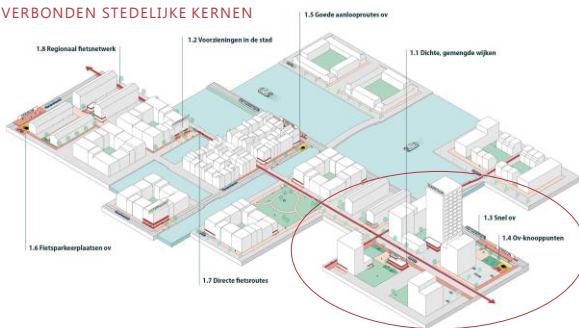 VERBONDEN STEDELIJKE KERNEN
1.5 Goede aanlooproutes ov
1.8 Regionaal fietsnetwerk
1.2 Voorzieningen in de stad
1.1 Dichte, gemengde wijken
1.3 Snel ov
1.4 Ov-knooppunten
1.6 Fietsparkeerplaatsen ov
1.7 Directe fietsroutes